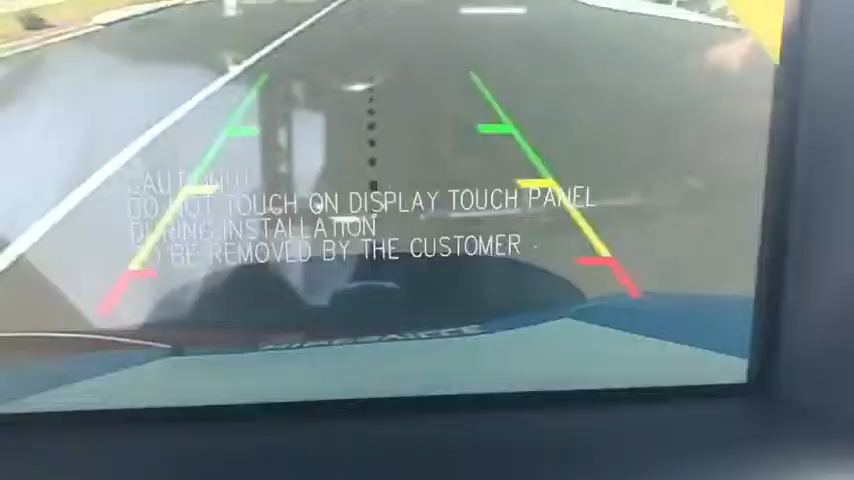 CAUTION!
DO NOT TOUCH ON DISPLAY TOUCH PANEL
DURING INSTALLATION
TO BE REMOVED BY THE CUSTOMER